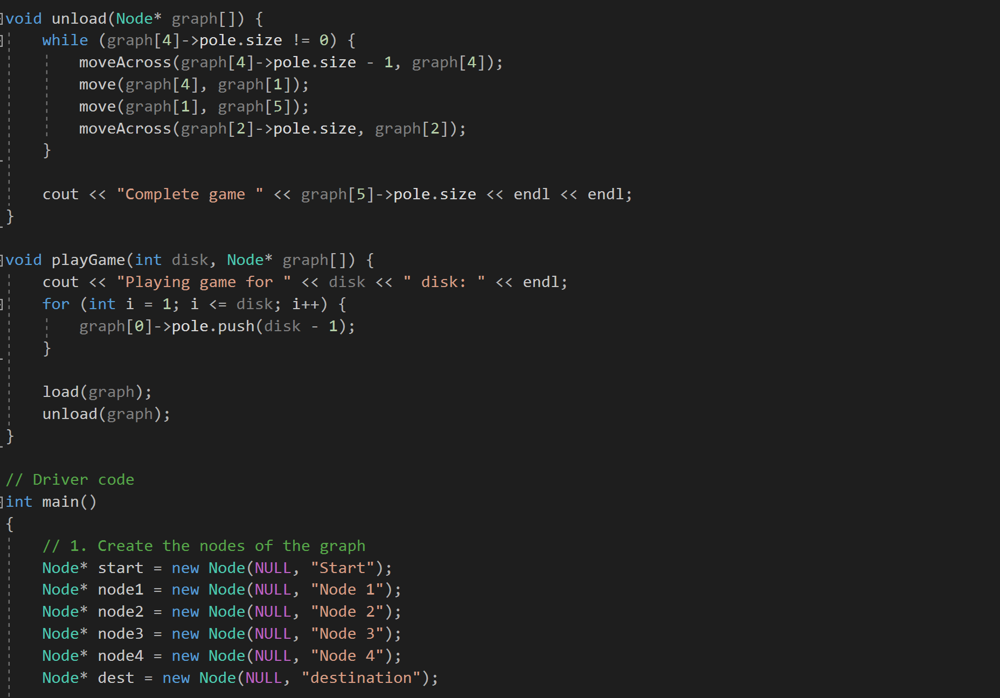 void unload(Node* graph[]) {
    while (graph[4]->pole.size != 0) {
        moveAcross(graph[4]->pole.size - 1, graph[4]);
        move(graph[4], graph[1]);
        move(graph[1], graph[5]);
        moveAcross(graph[2]->pole.size, graph[2]);
    }

    cout << "Complete game " << graph[5]->pole.size << endl << endl;
}

void playGame(int disk, Node* graph[]) {
    cout << "Playing game for " << disk << " disk: " << endl;
    for (int i = 1; i <= disk; i++) {
        graph[0]->pole.push(disk - 1);
    }

    load(graph);
    unload(graph);
}

// Driver code
int main()
{
    // 1. Create the nodes of the graph
    Node* start = new Node(NULL, "Start");
    Node* node1 = new Node(NULL, "Node 1");
    Node* node2 = new Node(NULL, "Node 2");
    Node* node3 = new Node(NULL, "Node 3");
    Node* node4 = new Node(NULL, "Node 4");
    Node* dest = new Node(NULL, "destination");